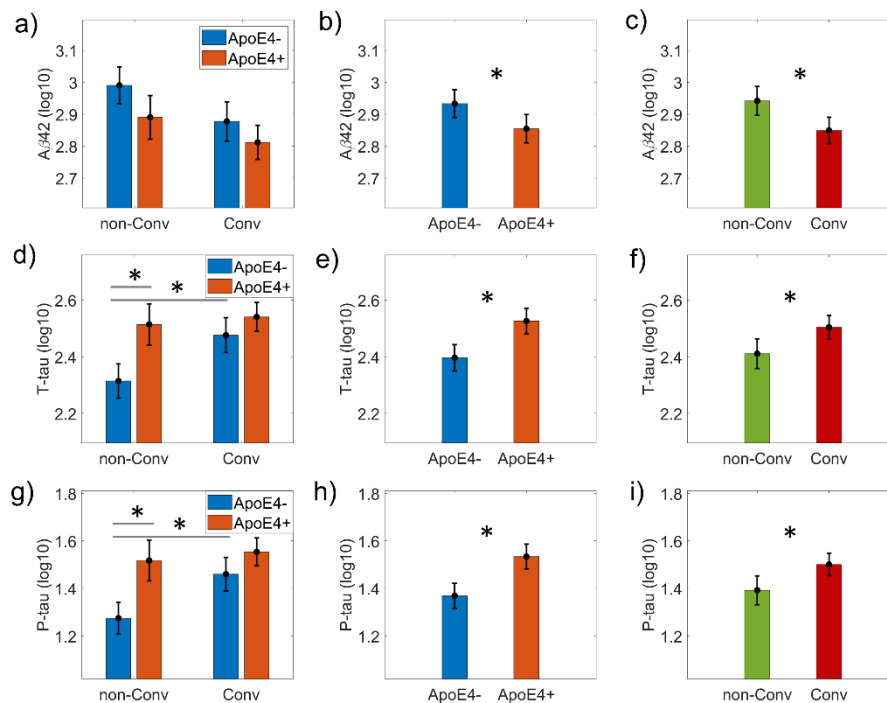 a)
Aβ42 (log10)
3.1
3
2.9
2.8
2.7
ApoE4-
ApoE4+
non-Conv
Conv
b)
Aβ42 (log10)
3.1
3
2.9
2.8
2.7
*
ApoE4-
ApoE4+
c)
Aβ42 (log10)
3.1
3
2.9
2.8
2.7
*
non-Conv
Conv
d)
T-tau (log10)
2.6
2.4
2.2
*
*
ApoE4-
ApoE4+
non-Conv
Conv
e)
T-tau (log10)
2.6
2.4
2.2
*
ApoE4-
ApoE4+
f)
T-tau (log10)
2.6
2.4
2.2
*
non-Conv
Conv
g)
P-tau (log10)
1.8
1.6
1.4
1.2
*
*
ApoE4-
ApoE4+
non-Conv
Conv
h)
P-tau (log10)
1.8
1.6
1.4
1.2
*
ApoE4-
ApoE4+
i)
P-tau (log10)
1.8
1.6
1.4
1.2
*
non-Conv
Conv